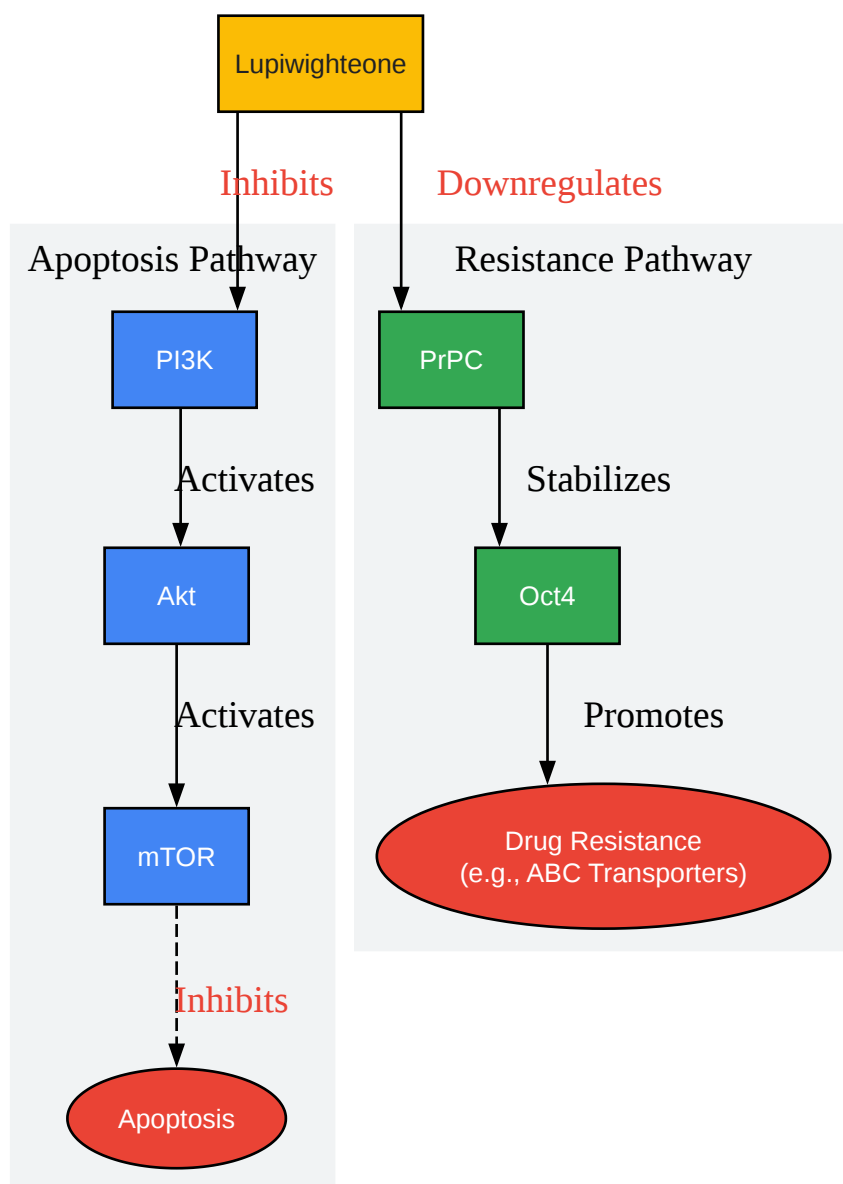 Lupiwighteone
Inhibits
Downregulates
Apoptosis Pathway
Resistance Pathway
PI3K
PrPC
Activates
Stabilizes
Akt
Oct4
Activates
Promotes
mTOR
Drug Resistance
(e.g., ABC Transporters)
Inhibits
Apoptosis